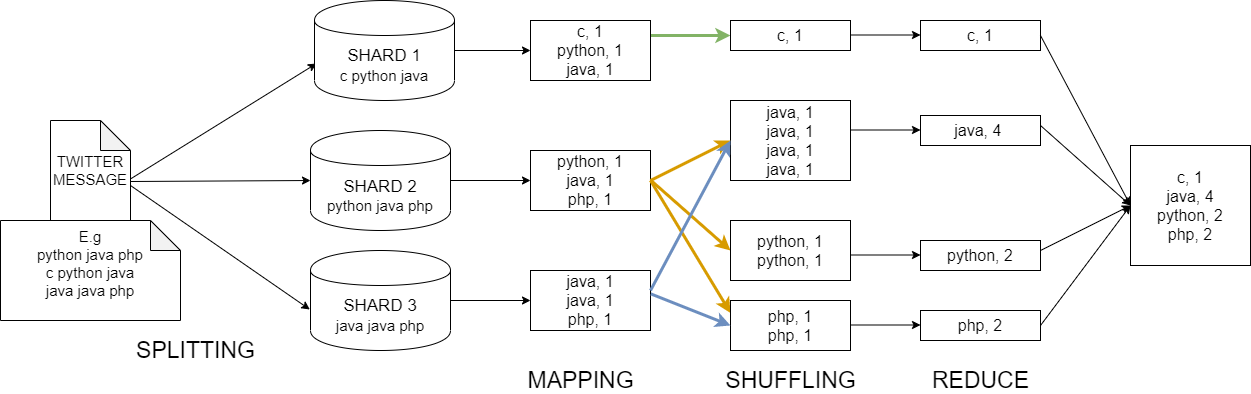 TWITTER
MESSAGE
E.g
python java php
c python java
java java php
SPLITTING
SHARD 1
c python java
SHARD 2
python java php
SHARD 3
java java php
c, 1
python, 1
java, 1
python, 1
java, 1
php, 1
java, 1
java, 1
php, 1
MAPPING
c, 1
java, 1
java, 1
java, 1
java, 1
python, 1
python, 1
php, 1
php, 1
SHUFFLING
c, 1
java, 4
python, 2
php, 2
REDUCE
c, 1
java, 4
python, 2
php, 2